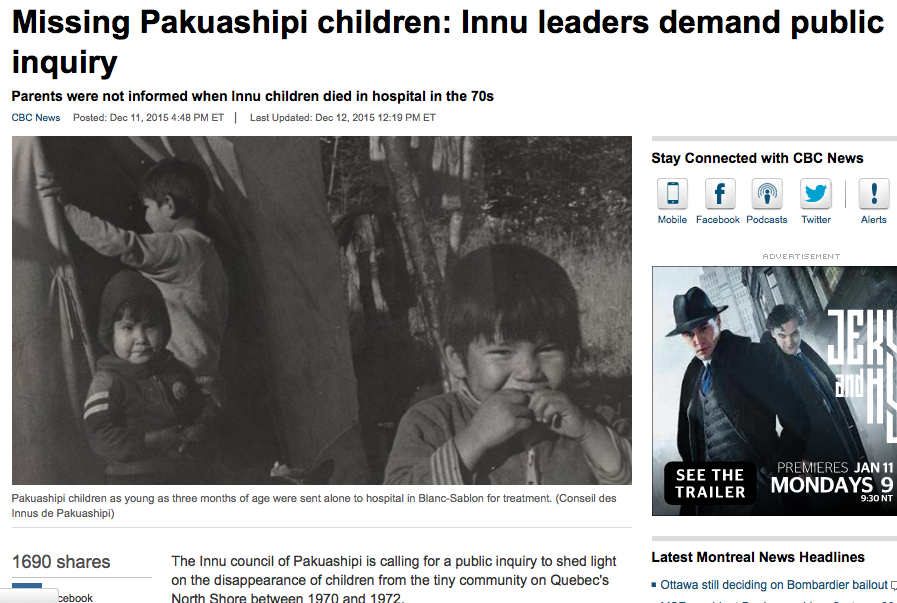 Missing Pakuashipi children: Innu leaders demand public
inquiry
Parents were not informed when Innu children died in hospital in the 70s
CBC News Posted: Dec 11, 2015 4:48 PM ET | Last Updated: Dec 12, 2015 12:19 PM ET
Pakuashipi children as young as three months of age were sent alone to hospital in Blanc-Sablon for treatment. (Conseil des
Innus de Pakuashipi)
1690 shares
cebook
The Innu council of Pakuashipi is calling for a public inquiry to shed light
on the disappearance of children from the tiny community on Quebec's
North Shore between 1970 and 1972.
Stay Connected with CBC News
Mobile Facebook Podcasts Twitter Alerts
ADVERTISEMENT
JEKY
and HY
SEE THE
TRAILER
PREMIERES JAN 11
MONDAYS 9
9:30 NT
Latest Montreal News Headlines
Ottawa still deciding on Bombardier bailout